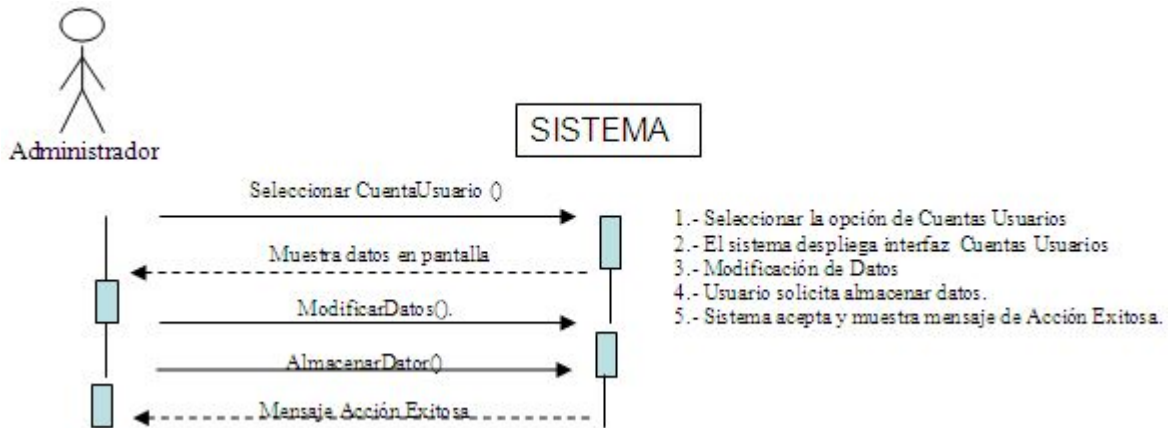 SISTEMA
Administrador
Seleccionar CuentaUsuario ()
Muestra datos en pantalla
ModificarDatos().
AlmacenarDator()
Mensaje Acción Exitosa
1.- Seleccionar la opción de Cuentas Usuarios
2.- El sistema despliega interfaz Cuentas Usuarios
3.- Modificación de Datos
4.- Usuario solicita almacenar datos.
5.- Sistema acepta y muestra mensaje de Acción Exitosa.